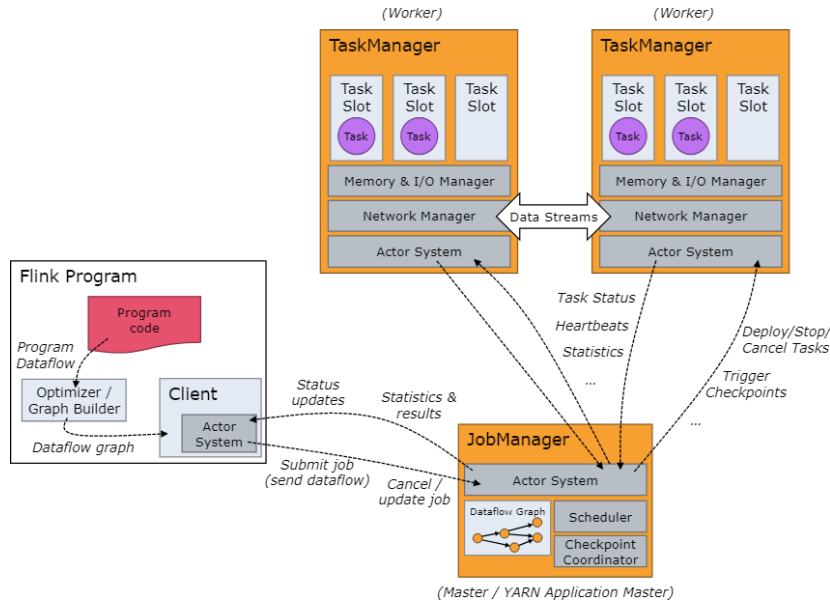 (Worker)
(Worker)
TaskManager
TaskManager
Task
Slot
Task
Task
Slot
Task
Task
Slot
Task
Slot
Task
Task
Slot
Task
Task
Slot
Memory & I/O Manager
Memory & I/O Manager
Network Manager
Data Streams
Network Manager
Actor System
Actor System
Flink Program
Program
code
Program
Dataflow
Optimizer /
Graph Builder
Dataflow graph
Client
Actor
System
Status
updates
Statistics &
results
Submit job
(send dataflow)
Cancel /
update job
Task Status
Heartbeats
Statistics
...
Deploy/Stop/
Cancel Tasks
Trigger
Checkpoints
...
JobManager
Actor System
Dataflow Graph
Scheduler
Checkpoint
Coordinator
(Master / YARN Application Master)